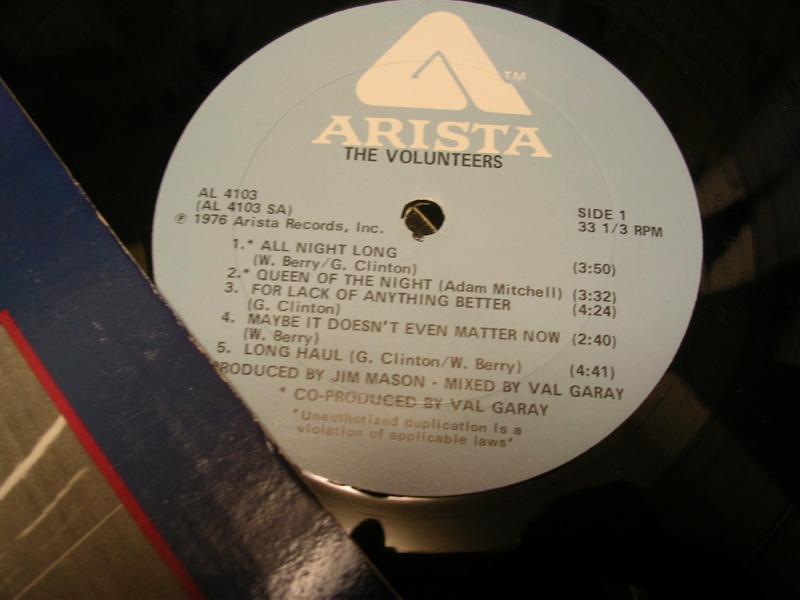 TM
ARISTA
THE VOLUNTEERS
AL 4103
(AL 4103 SA)
℗ 1976 Arista Records, Inc.
SIDE 1
33 1/3 RPM
1.* ALL NIGHT LONG
(W. Berry/G. Clinton) (3:50)
2.* QUEEN OF THE NIGHT (Adam Mitchell) (3:32)
3. FOR LACK OF ANYTHING BETTER (4:24)
(G. Clinton)
4. MAYBE IT DOESN'T EVEN MATTER NOW (2:40)
(W. Berry)
5. LONG HAUL (G. Clinton/W. Berry) (4:41)
PRODUCED BY JIM MASON - MIXED BY VAL GARAY
* CO-PRODUCED BY VAL GARAY
"Unauthorized duplication is a
violation of applicable laws"